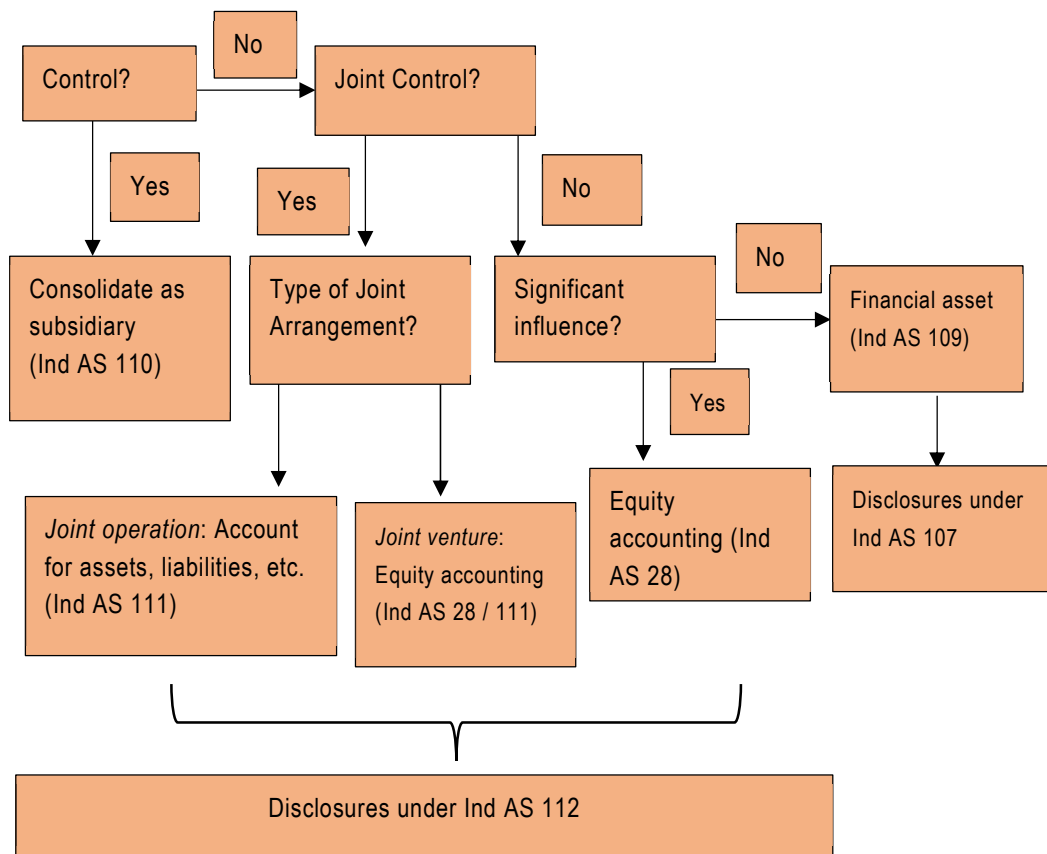 No
Control?
Joint Control?
Yes
Yes
No
No
Consolidate as
subsidiary
(Ind AS 110)
Type of Joint
Arrangement?
Significant
influence?
Financial asset
(Ind AS 109)
Yes
Joint operation: Account
for assets, liabilities, etc.
(Ind AS 111)
Joint venture:
Equity accounting
(Ind AS 28 / 111)
Equity
accounting (Ind
AS 28)
Disclosures under
Ind AS 107
Disclosures under Ind AS 112